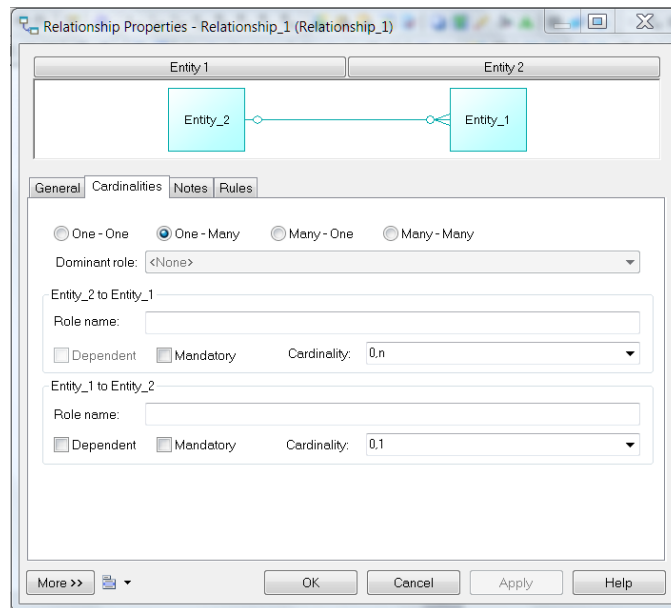 Relationship Properties - Relationship_1 (Relationship_1)
Entity 1 Entity 2
Entity_2 Entity_1
General Cardinalities Notes Rules
One - One One - Many Many - One Many - Many
Dominant role: <None>
Entity_2 to Entity_1
Role name:
Dependent Mandatory Cardinality: 0,n
Entity_1 to Entity_2
Role name:
Dependent Mandatory Cardinality: 0,1
More >> OK Cancel Apply Help